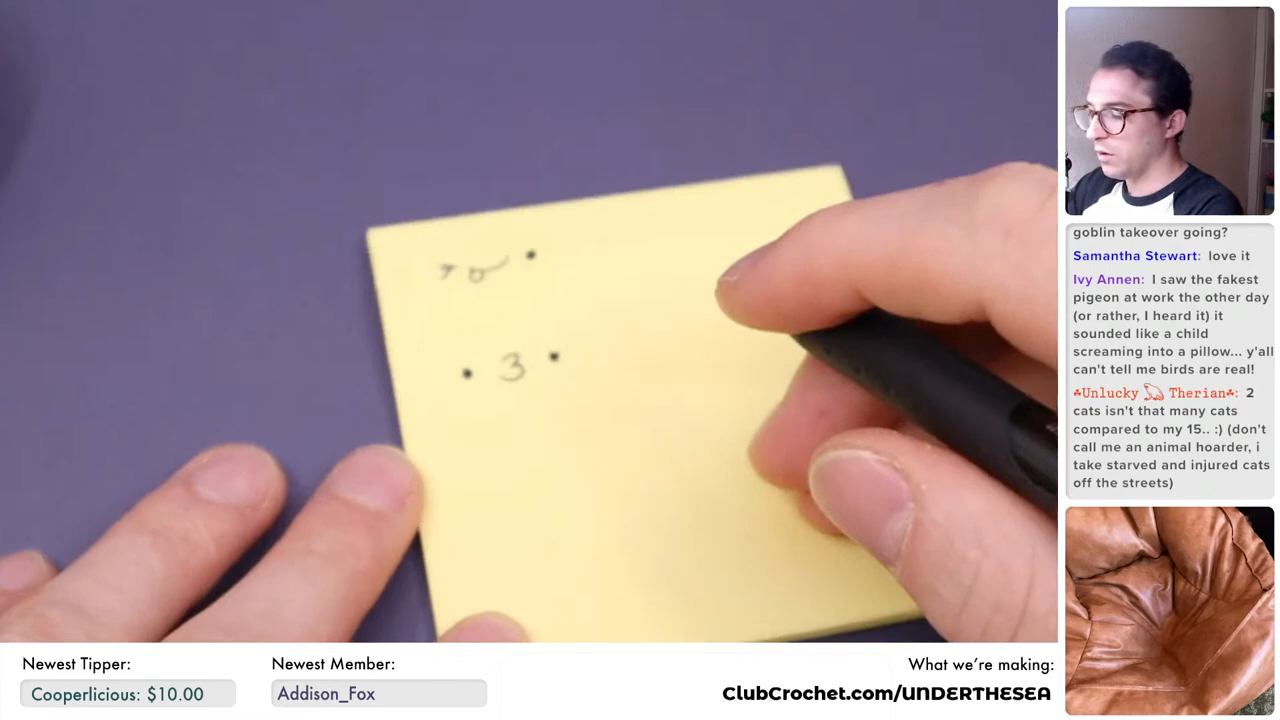 3
goblin takeover going?
Samantha Stewart: love it
Ivy Annen: I saw the fakest
pigeon at work the other day
(or rather, I heard it) it
sounded like a child
screaming into a pillow... y'all
can't tell me birds are real!
☘Unlucky 🦭 Therian☘: 2
cats isn't that many cats
compared to my 15.. :) (don't
call me an animal hoarder, i
take starved and injured cats
off the streets)
Newest Tipper:
Cooperlicious: $10.00
Newest Member:
Addison_Fox
What we're making:
ClubCrochet.com/UNDERTHESEA